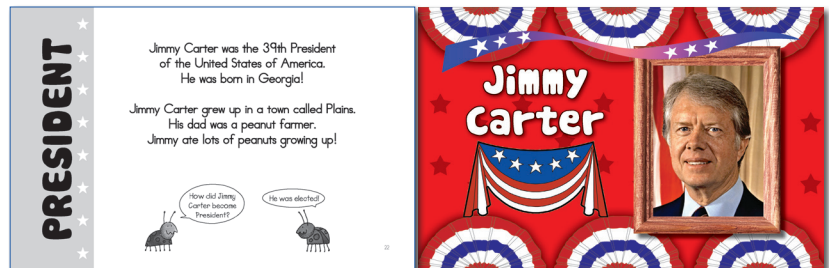 PRESIDENT
Jimmy Carter was the 39th President
of the United States of America.
He was born in Georgia!
Jimmy Carter grew up in a town called Plains.
His dad was a peanut farmer.
Jimmy ate lots of peanuts growing up!
How did Jimmy
Carter become
President?
He was elected!
22
Jimmy
Carter